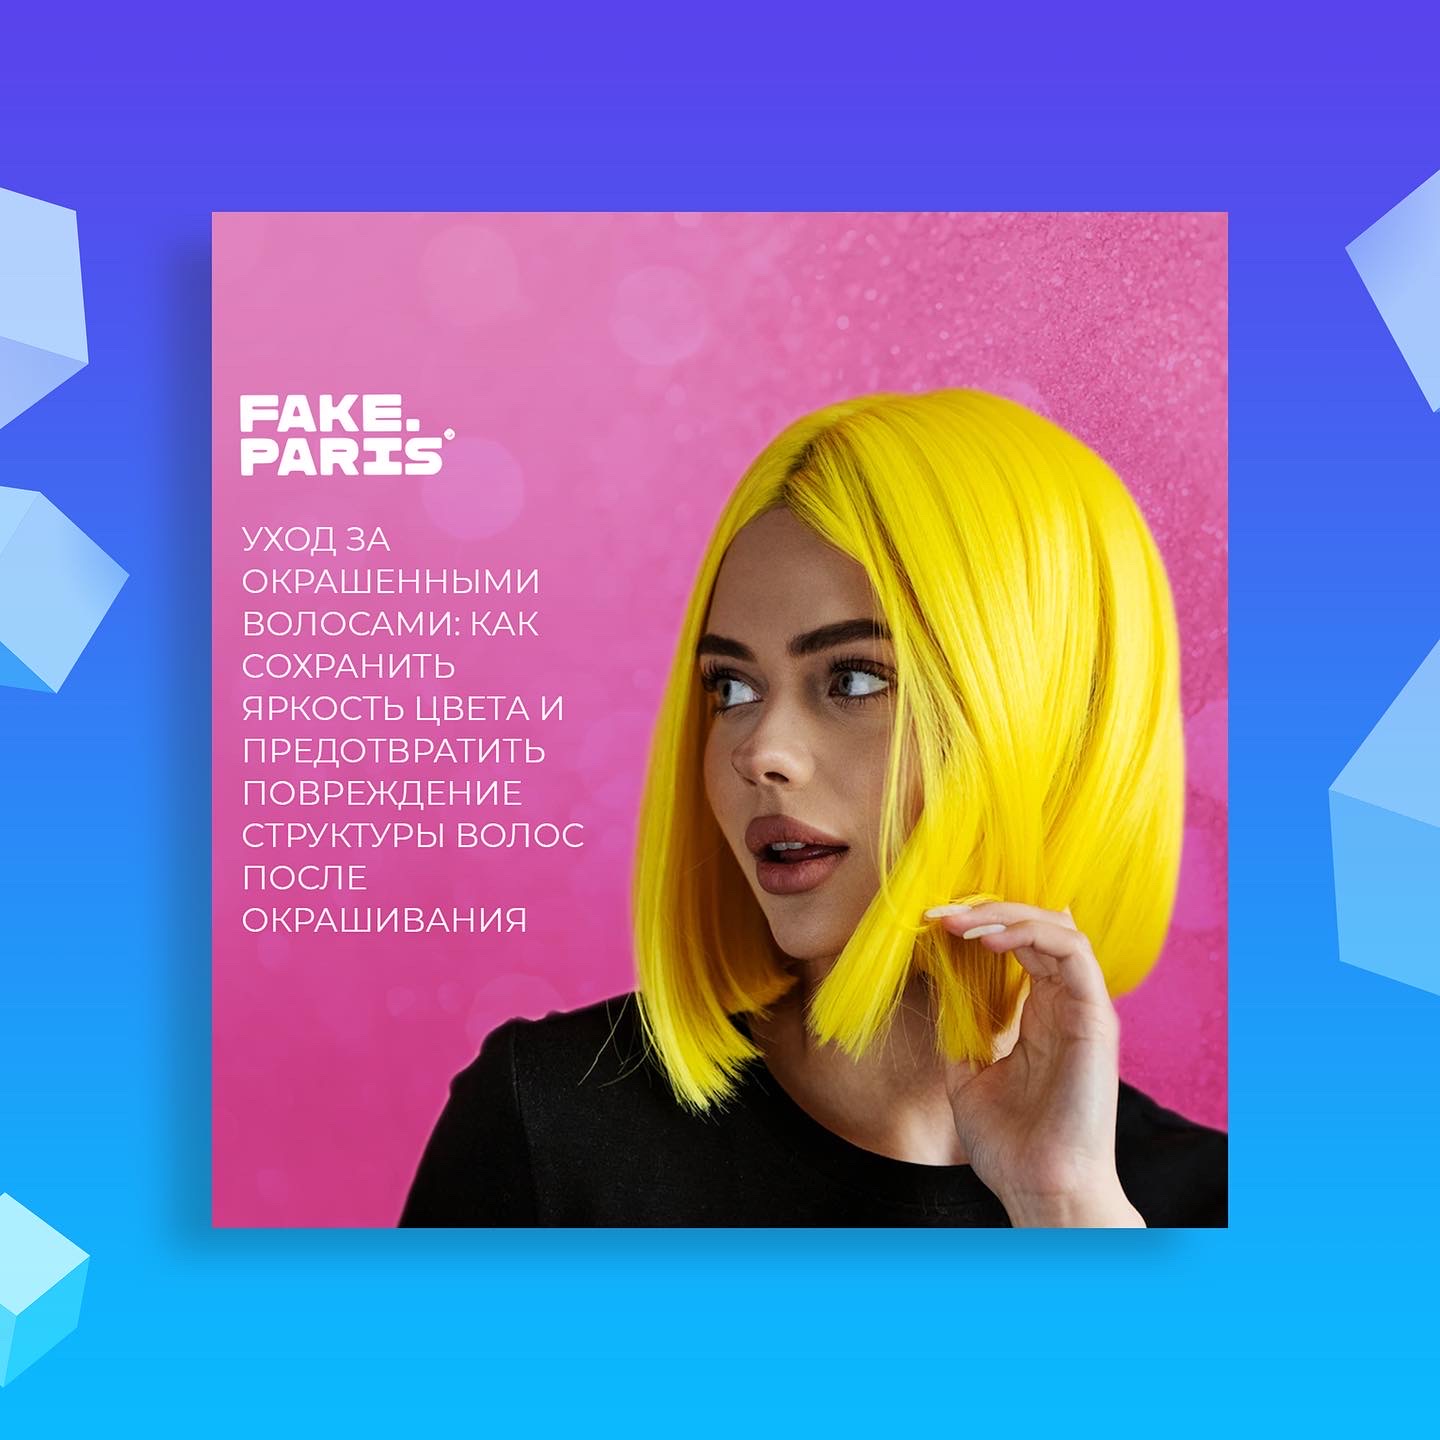 FAKE.
PARIS
УХОД ЗА
ОКРАШЕННЫМИ
ВОЛОСАМИ: КАК
СОХРАНИТЬ
ЯРКОСТЬ ЦВЕТА И
ПРЕДОТВРАТИТЬ
ПОВРЕЖДЕНИЕ
СТРУКТУРЫ ВОЛОС
ПОСЛЕ
ОКРАШИВАНИЯ